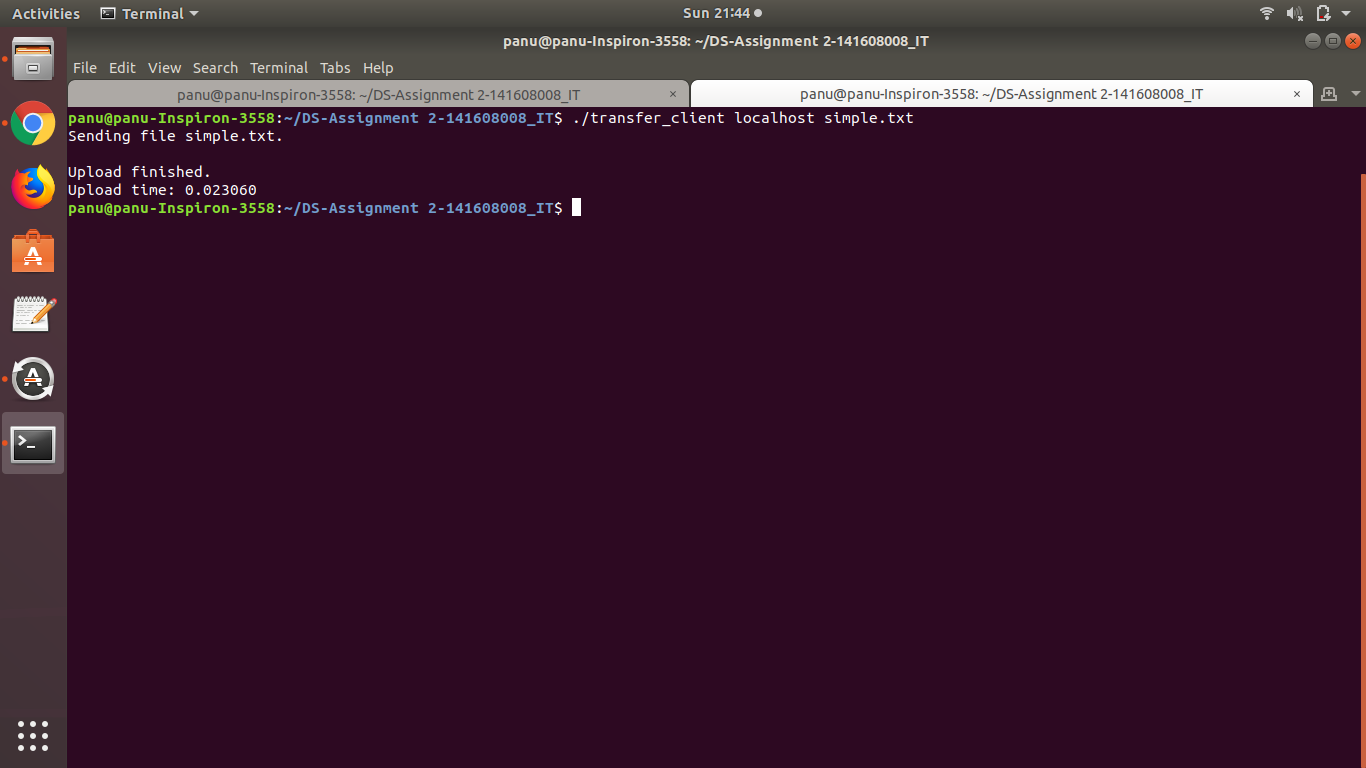 Activities Terminal Sun 21:44
panu@panu-Inspiron-3558: ~/DS-Assignment 2-141608008_IT
File Edit View Search Terminal Tabs Help
panu@panu-Inspiron-3558: ~/DS-Assignment 2-141608008_IT × panu@panu-Inspiron-3558: ~/DS-Assignment 2-141608008_IT ×
panu@panu-Inspiron-3558:~/DS-Assignment 2-141608008_IT$ ./transfer_client localhost simple.txt
Sending file simple.txt.
Upload finished.
Upload time: 0.023060
panu@panu-Inspiron-3558:~/DS-Assignment 2-141608008_IT$